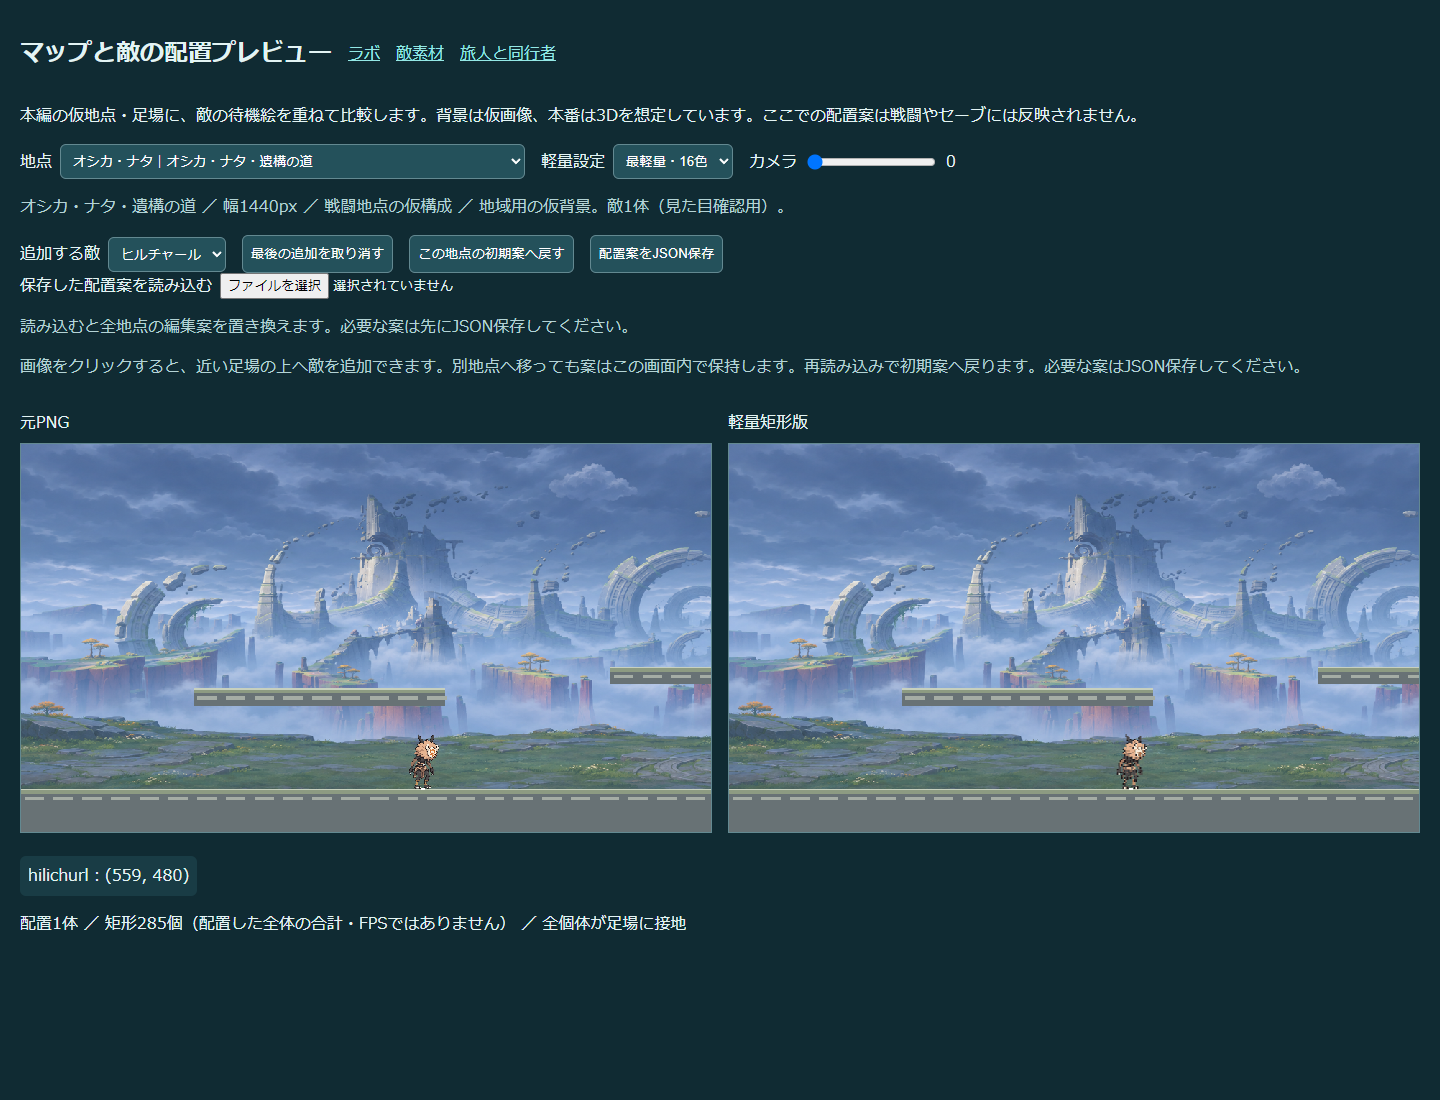 マップと敵の配置プレビュー ラボ 敵素材 旅人と同行者
本編の仮地点・足場に、敵の待機絵を重ねて比較します。背景は仮画像、本番は3Dを想定しています。ここでの配置案は戦闘やセーブには反映されません。
地点 オシカ・ナタ｜オシカ・ナタ・遺構の道 軽量設定 最軽量・16色 カメラ 0
オシカ・ナタ・遺構の道 ／ 幅1440px ／ 戦闘地点の仮構成 ／ 地域用の仮背景。敵1体（見た目確認用）。
追加する敵 ヒルチャール 最後の追加を取り消す この地点の初期案へ戻す 配置案をJSON保存
保存した配置案を読み込む ファイルを選択 選択されていません
読み込むと全地点の編集案を置き換えます。必要な案は先にJSON保存してください。
画像をクリックすると、近い足場の上へ敵を追加できます。別地点へ移っても案はこの画面内で保持します。再読み込みで初期案へ戻ります。必要な案はJSON保存してください。
元PNG 軽量矩形版
hilichurl : (559, 480)
配置1体 ／ 矩形285個（配置した全体の合計・FPSではありません） ／ 全個体が足場に接地